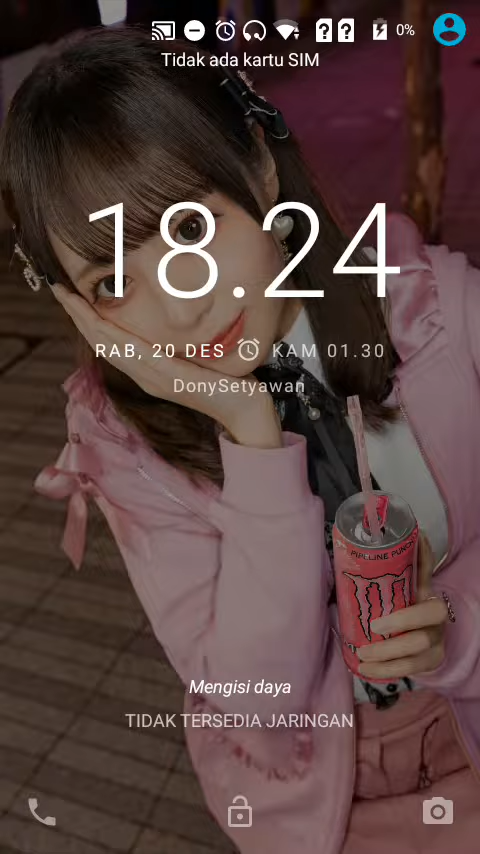 0%
Tidak ada kartu SIM
18.24
RAB, 20 DES KAM 01.30
DonySetyawan
PIPELINE PUNCH
Mengisi daya
TIDAK TERSEDIA JARINGAN